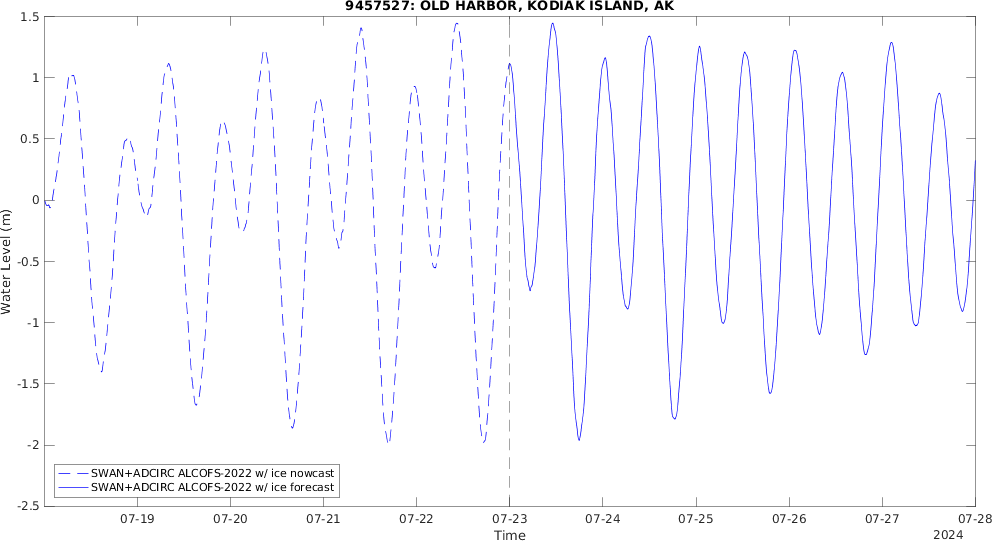 9457527: OLD HARBOR, KODIAK ISLAND, AK
1.5
1
0.5
0
-0.5
-1
-1.5
-2
-2.5
Water Level (m)
SWAN+ADCIRC ALCOFS-2022 w/ ice nowcast
SWAN+ADCIRC ALCOFS-2022 w/ ice forecast
07-19 07-20 07-21 07-22 07-23 07-24 07-25 07-26 07-27 07-28
Time
2024